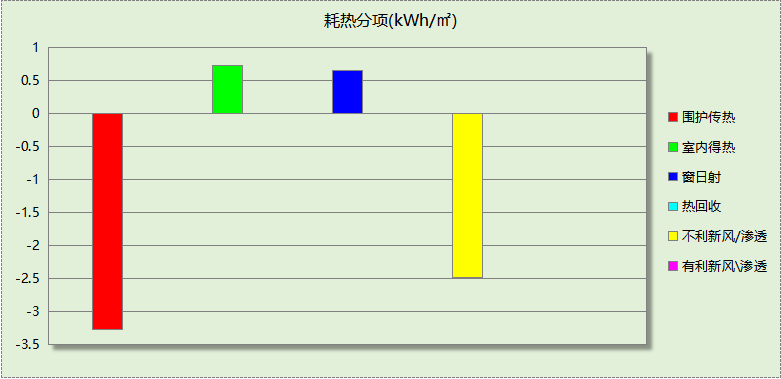 耗热分项(kWh/㎡)
1
0.5
0
-0.5
-1
-1.5
-2
-2.5
-3
-3.5
围护传热
室内得热
窗日射
热回收
不利新风/渗透
有利新风\渗透